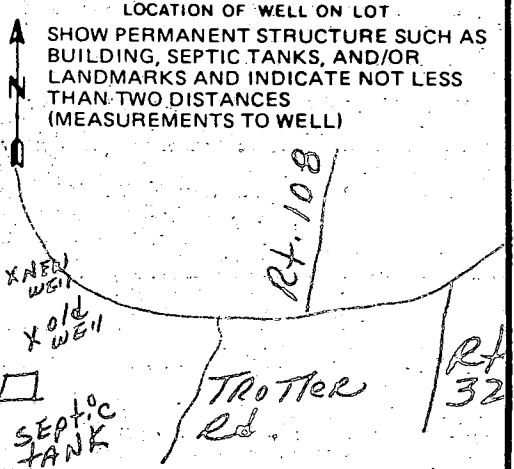 LOCATION OF WELL ON LOT
SHOW PERMANENT STRUCTURE SUCH AS
BUILDING, SEPTIC TANKS, AND/OR
LANDMARKS AND INDICATE NOT LESS
THAN TWO DISTANCES
(MEASUREMENTS TO WELL)
N
Rt. 108
X NEW
WELL
X old
WELL
SEPTIC
TANK
TROTTER
Rd.
Rt
32